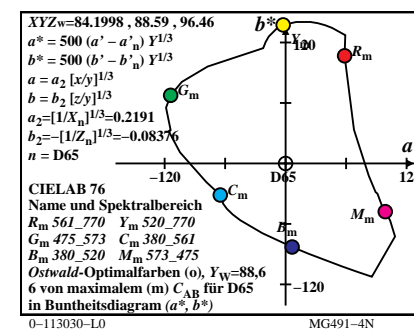 XYZw=84.1998 , 88.59 , 96.46
a* = 500 (a' – a'n) Y1/3
b* = 500 (b' – b'n) Y1/3
a = a2 [x/y]1/3
b = b2 [z/y]1/3
a2=[1/Xn]1/3=0.2191
b2=–[1/Zn]1/3=–0.08376
n = D65
CIELAB 76
Name und Spektralbereich
Rm 561_770 Ym 520_770
Gm 475_573 Cm 380_561
Bm 380_520 Mm 573_475
Ostwald-Optimalfarben (o), YW=88,6
6 von maximalem (m) CAB für D65
in Buntheitsdiagram (a*, b*)
b*
Ym
120
Rm
Gm
a
–120
D65
12
Cm
Bm
Mm
–120
0–113030–L0
MG491–4N